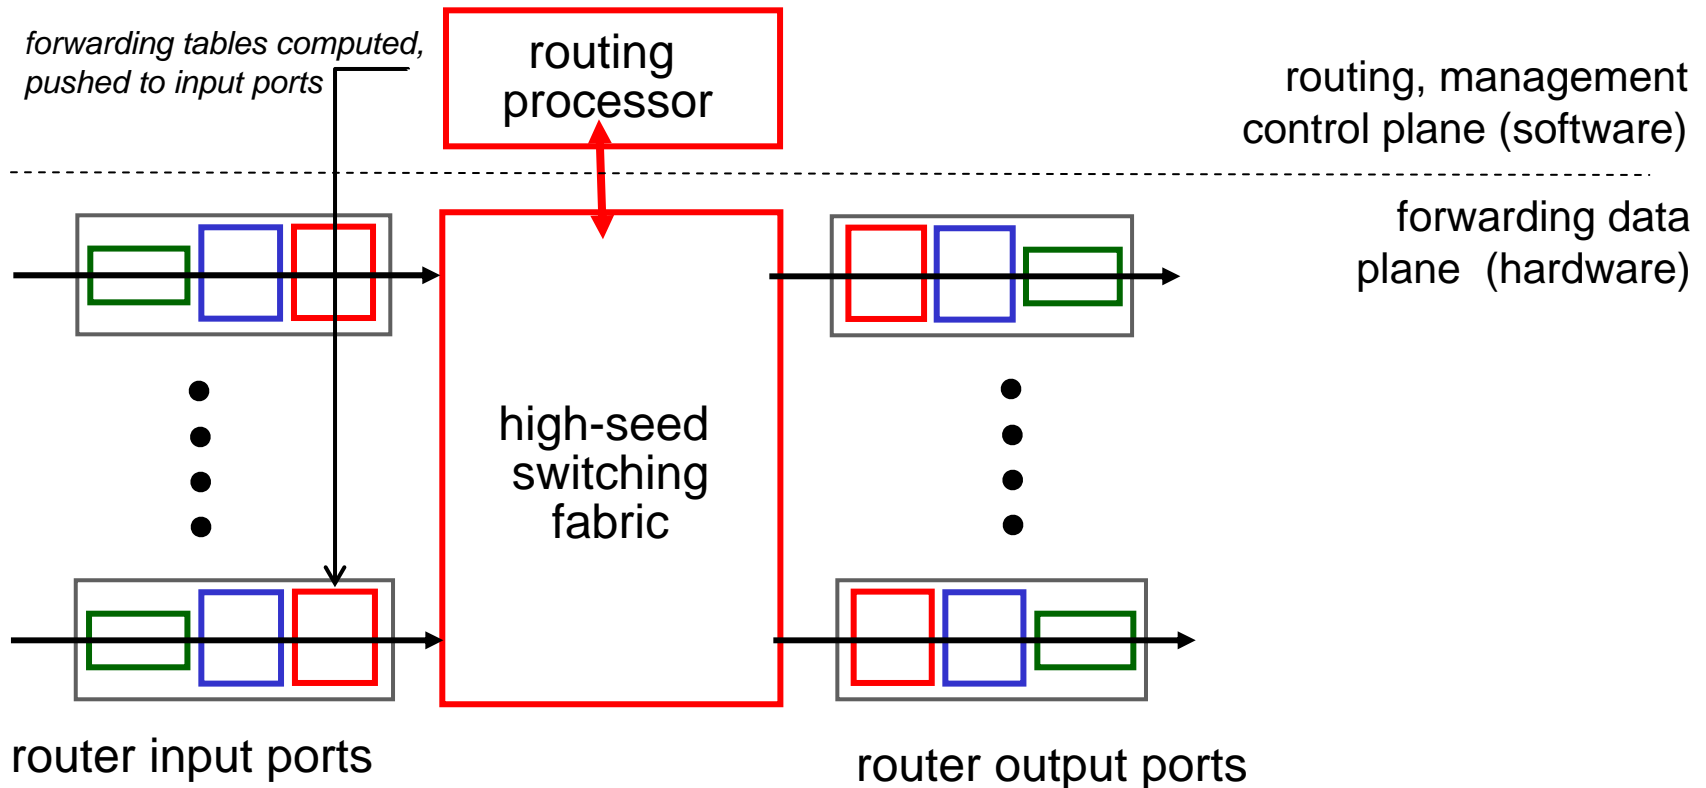 forwarding tables computed,
pushed to input ports
routing
processor
routing, management
control plane (software)
forwarding data
plane (hardware)
high-seed
switching
fabric
router input ports
router output ports